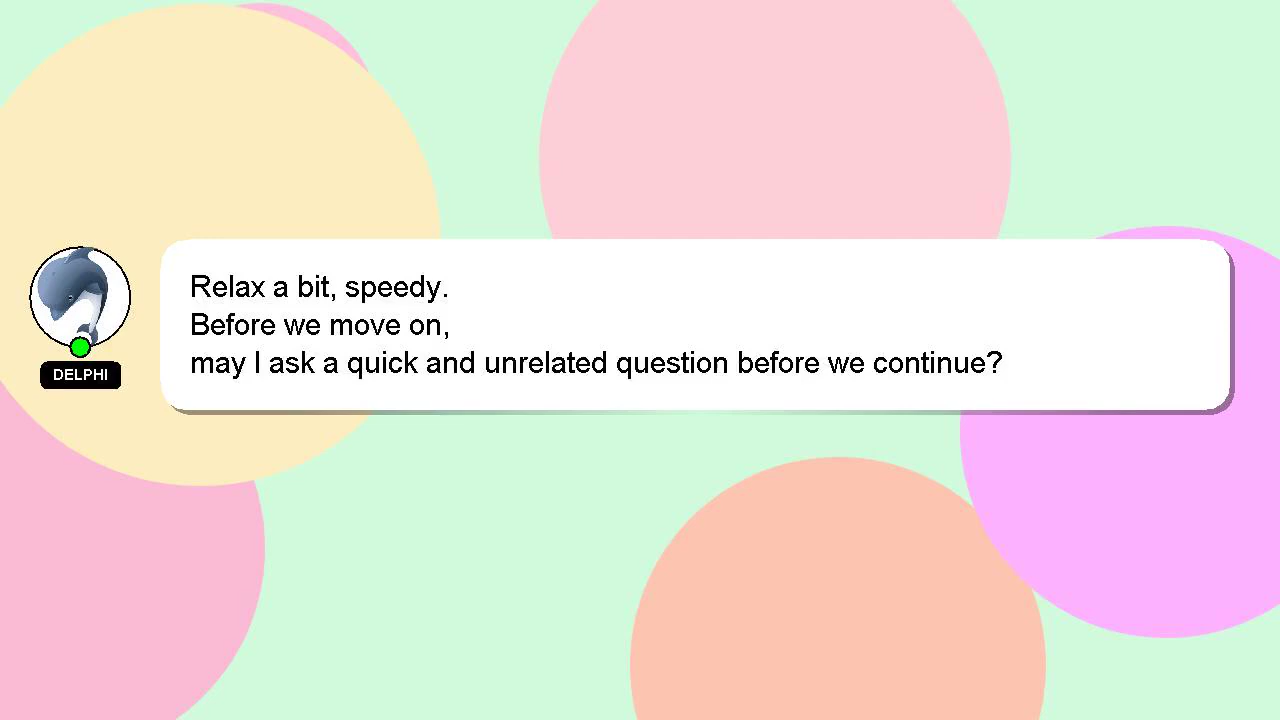 Relax a bit, speedy.
Before we move on,
may I ask a quick and unrelated question before we continue?
DELPHI